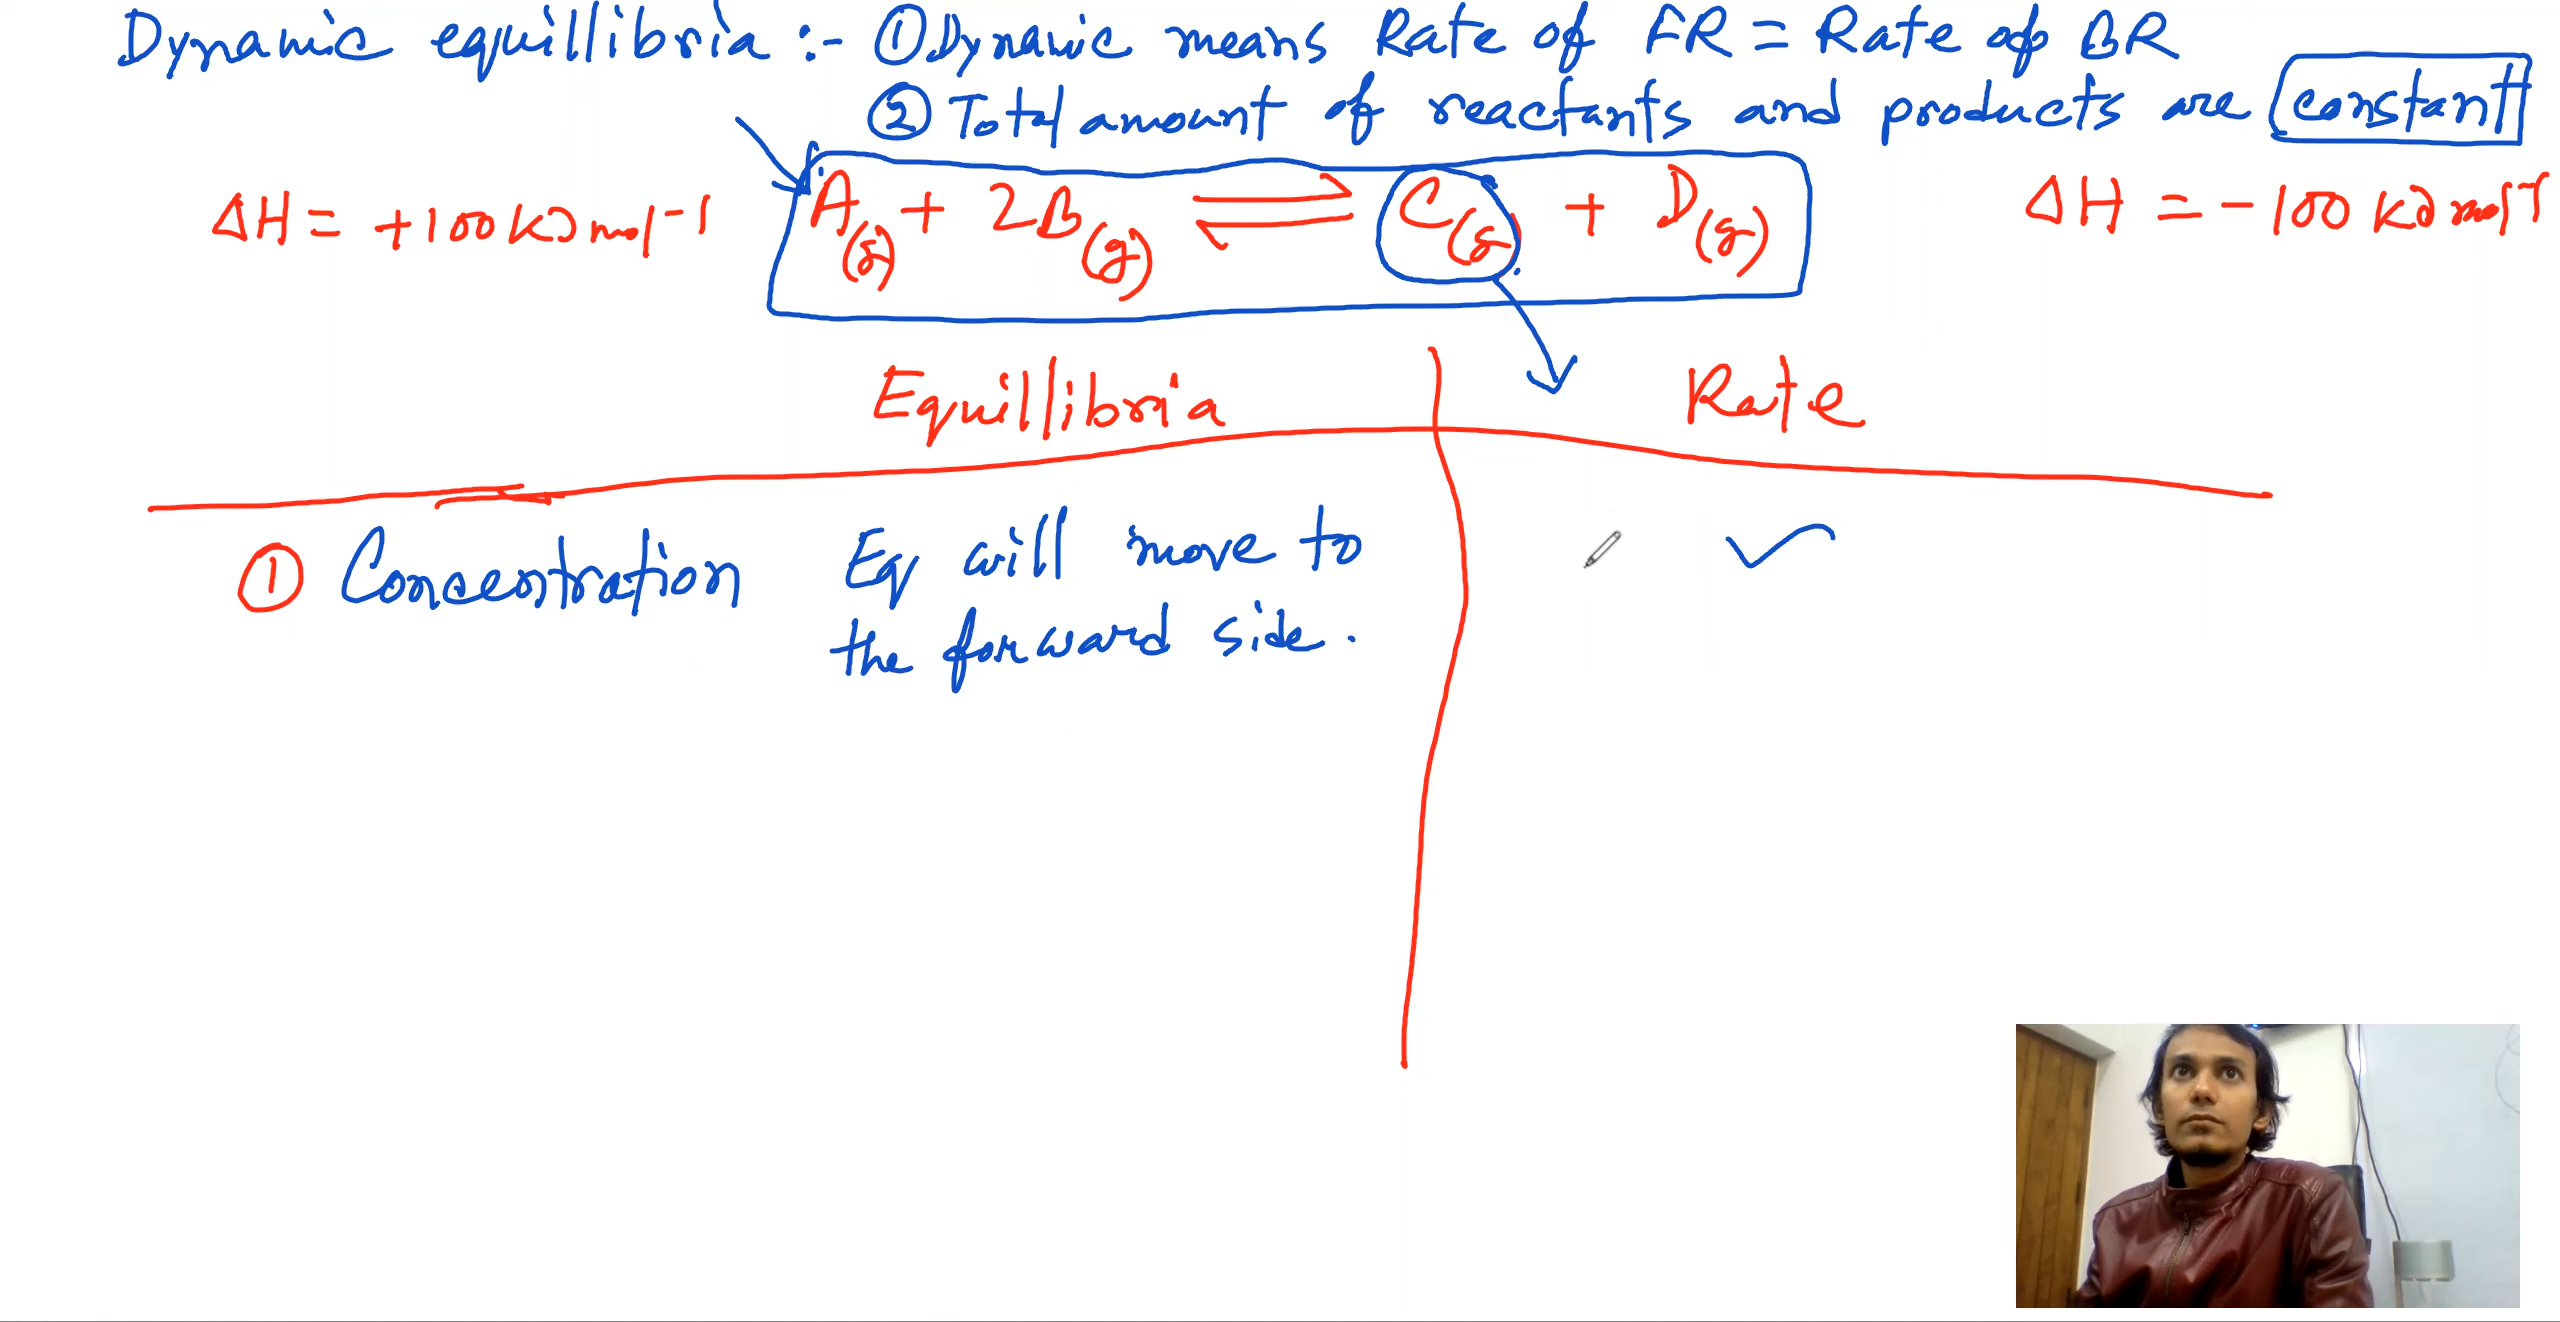 Dynamic equillibria :- ① Dynamic means Rate of FR = Rate of BR
② Total amount of reactants and products are constant
ΔH = +100 KJ mol-1 A(g) + 2B(g) ⇌ C(g) + D(g) ΔH = -100 KJ mol-1
Equillibria Rate
① Concentration Eq will move to ✓
the forward side.